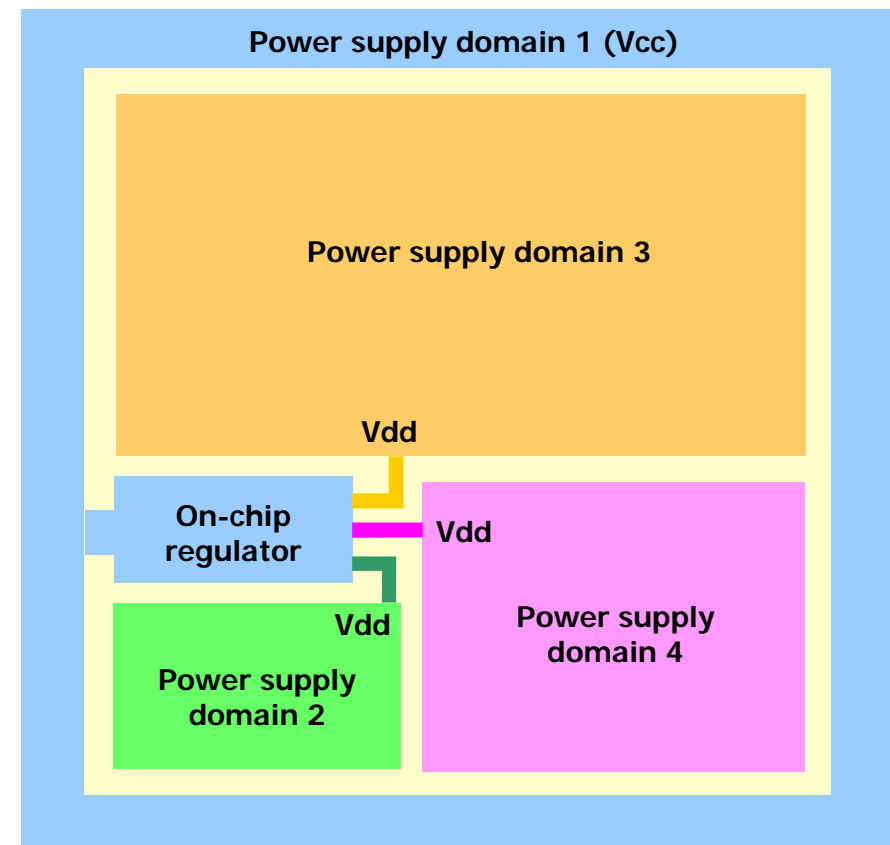 Power supply domain 1 (Vcc)
Power supply domain 3
Vdd
On-chip
regulator
Vdd
Vdd
Power supply
domain 4
Power supply
domain 2